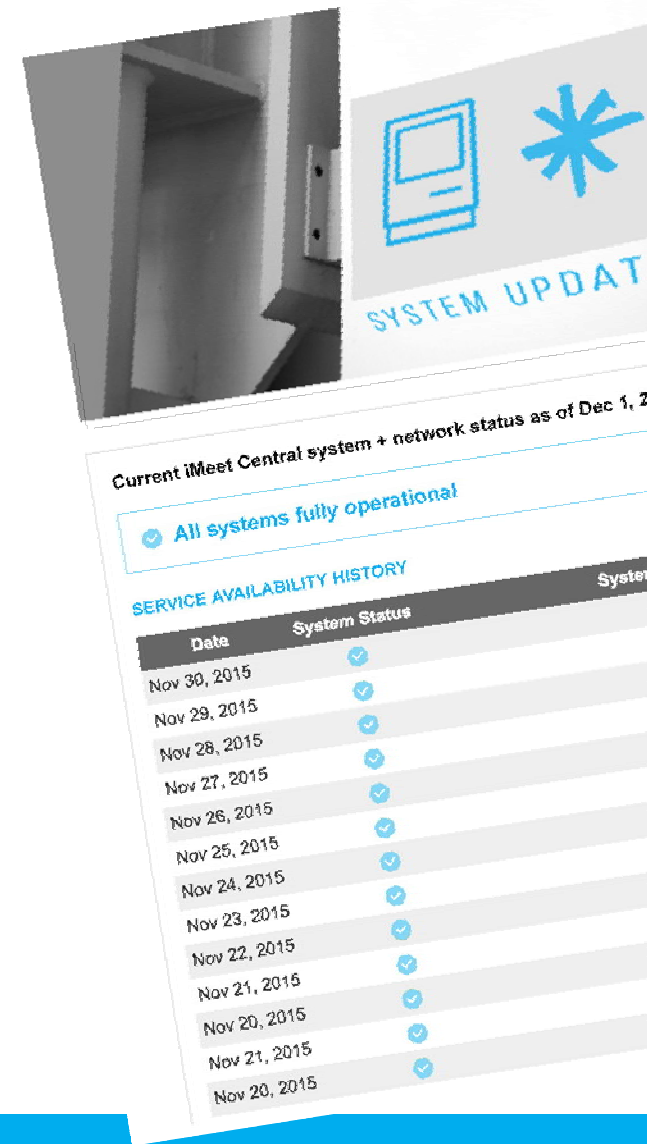 SYSTEM UPDAT
Current iMeet Central system + network status as of Dec 1, 2
All systems fully operational
SERVICE AVAILABILITY HISTORY
Date System Status System
Nov 30, 2015
Nov 29, 2015
Nov 28, 2015
Nov 27, 2015
Nov 26, 2015
Nov 25, 2015
Nov 24, 2015
Nov 23, 2015
Nov 22, 2015
Nov 21, 2015
Nov 20, 2015
Nov 21, 2015
Nov 20, 2015